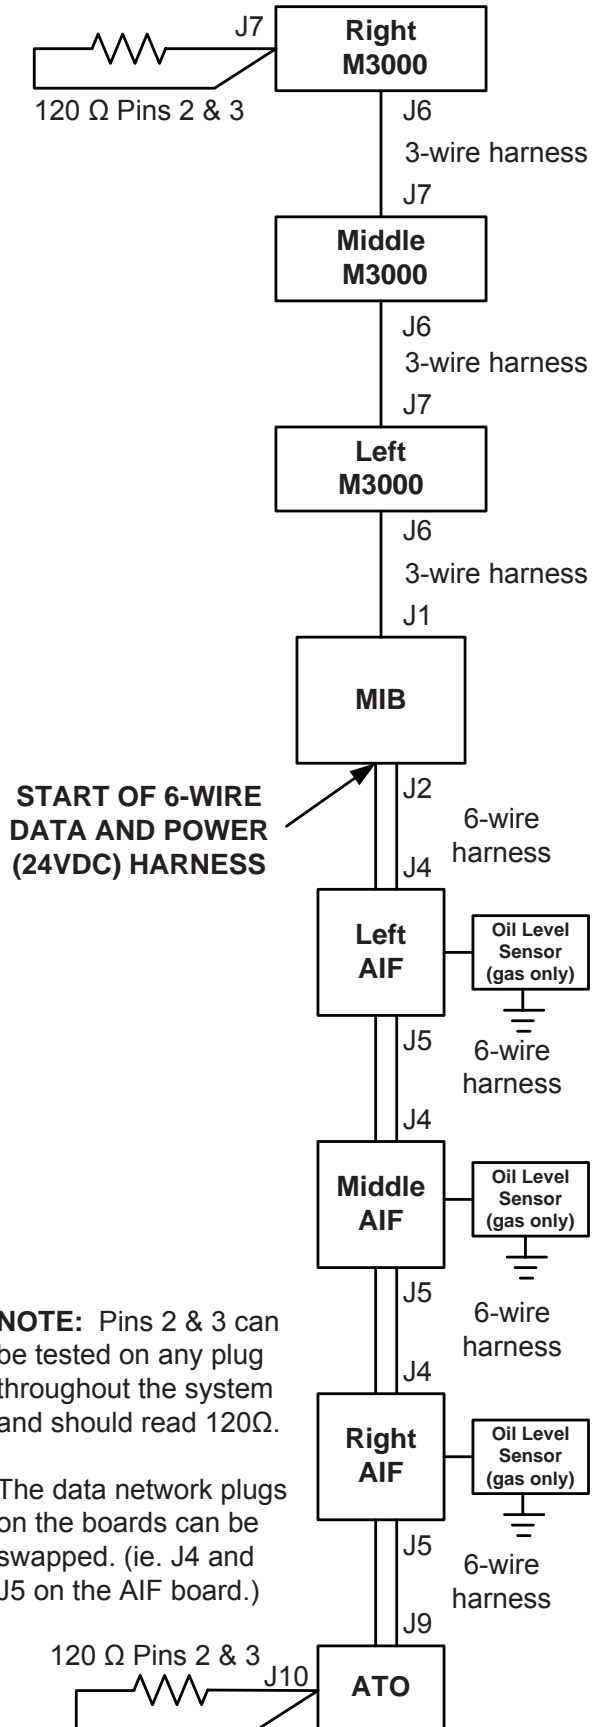 J7
Right
M3000
120 Ω Pins 2 & 3
J6
3-wire harness
J7
Middle
M3000
J6
3-wire harness
J7
Left
M3000
J6
3-wire harness
J1
MIB
START OF 6-WIRE
DATA AND POWER
(24VDC) HARNESS
J2
6-wire
harness
J4
Left
AIF
Oil Level
Sensor
(gas only)
J5
6-wire
harness
J4
Middle
AIF
Oil Level
Sensor
(gas only)
J5
6-wire
harness
J4
NOTE: Pins 2 & 3 can
be tested on any plug
throughout the system
and should read 120Ω.
Right
AIF
Oil Level
Sensor
(gas only)
The data network plugs
on the boards can be
swapped. (ie. J4 and
J5 on the AIF board.)
J5
6-wire
harness
J9
120 Ω Pins 2 & 3
J10
ATO